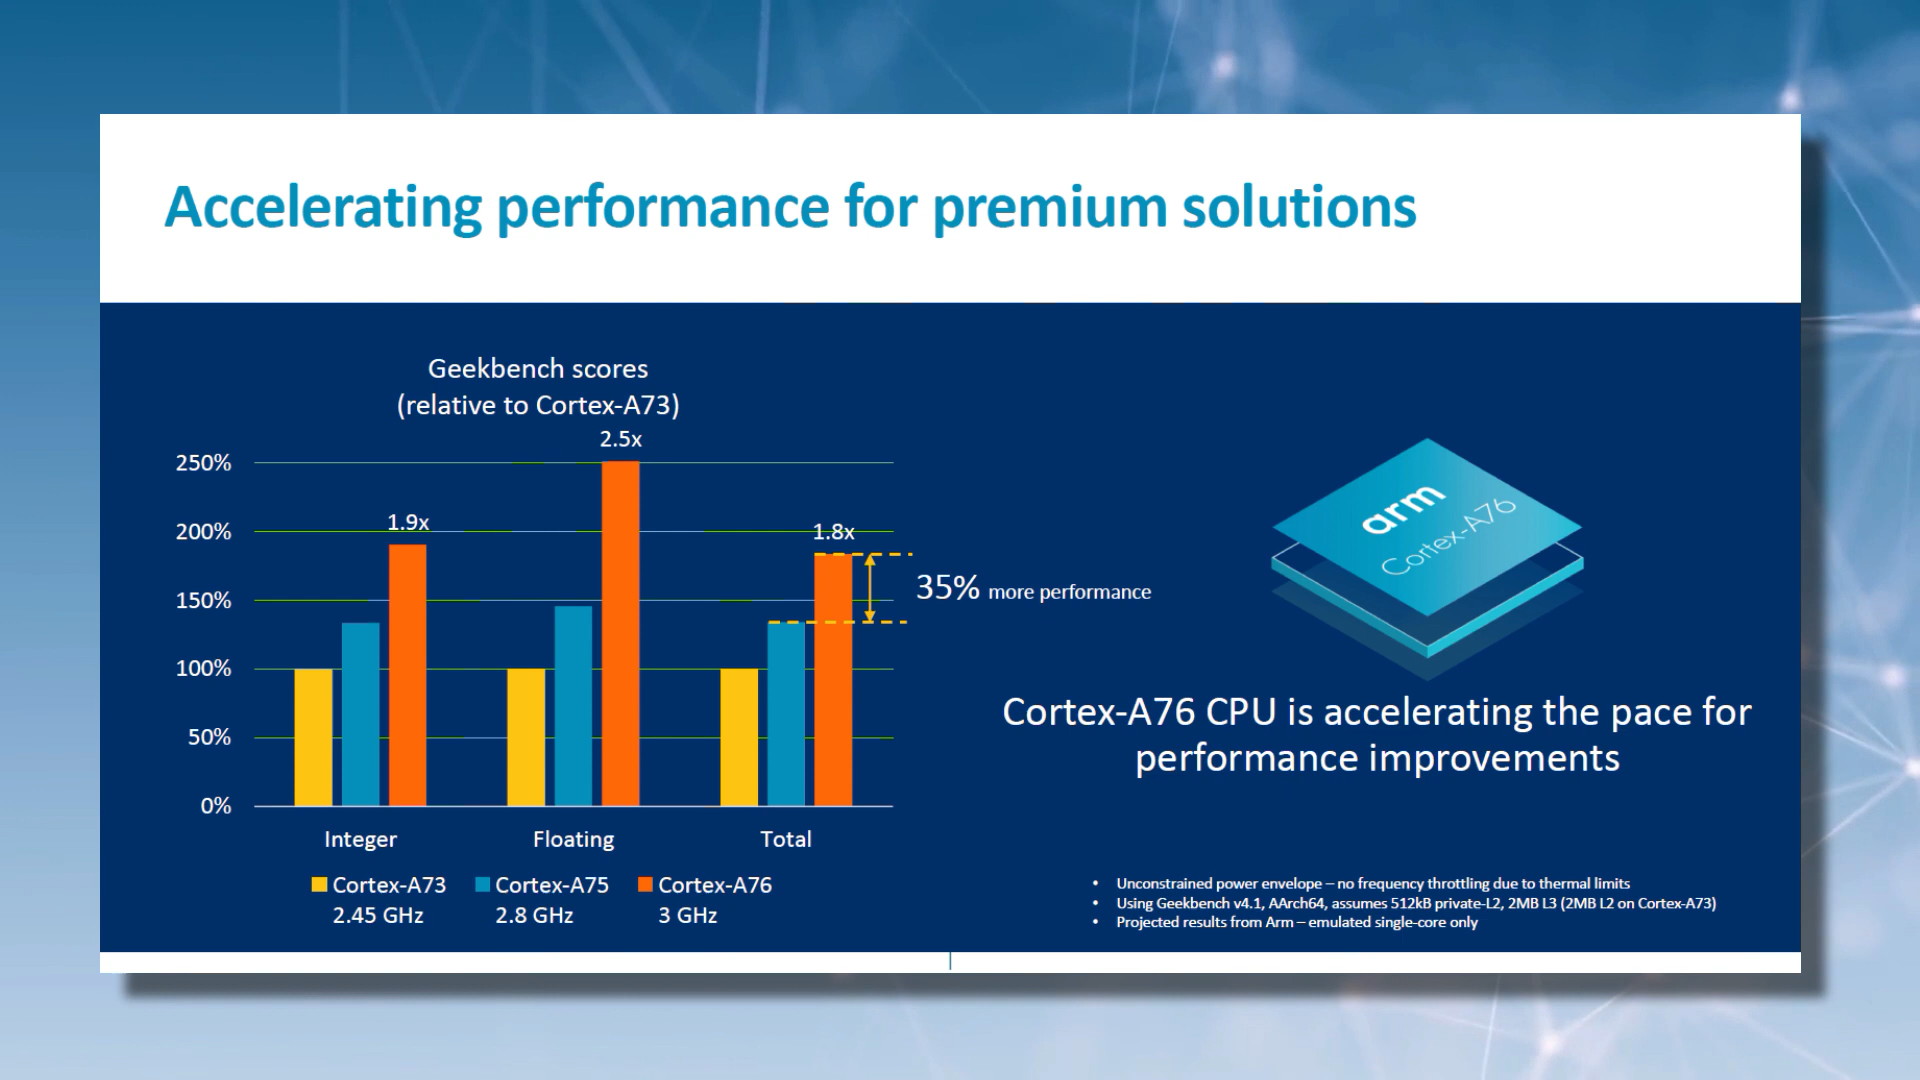 Accelerating performance for premium solutions
Geekbench scores
(relative to Cortex-A73)
2.5x
250%
1.9x
200%
1.8x
150%
35% more performance
100%
50%
0%
Integer
Floating
Total
Cortex-A73
2.45 GHz
Cortex-A75
2.8 GHz
Cortex-A76
3 GHz
arm
Cortex-A76
Cortex-A76 CPU is accelerating the pace for
performance improvements
• Unconstrained power envelope – no frequency throttling due to thermal limits
• Using Geekbench v4.1, AArch64, assumes 512kB private-L2, 2MB L3 (2MB L2 on Cortex-A73)
• Projected results from Arm – emulated single-core only